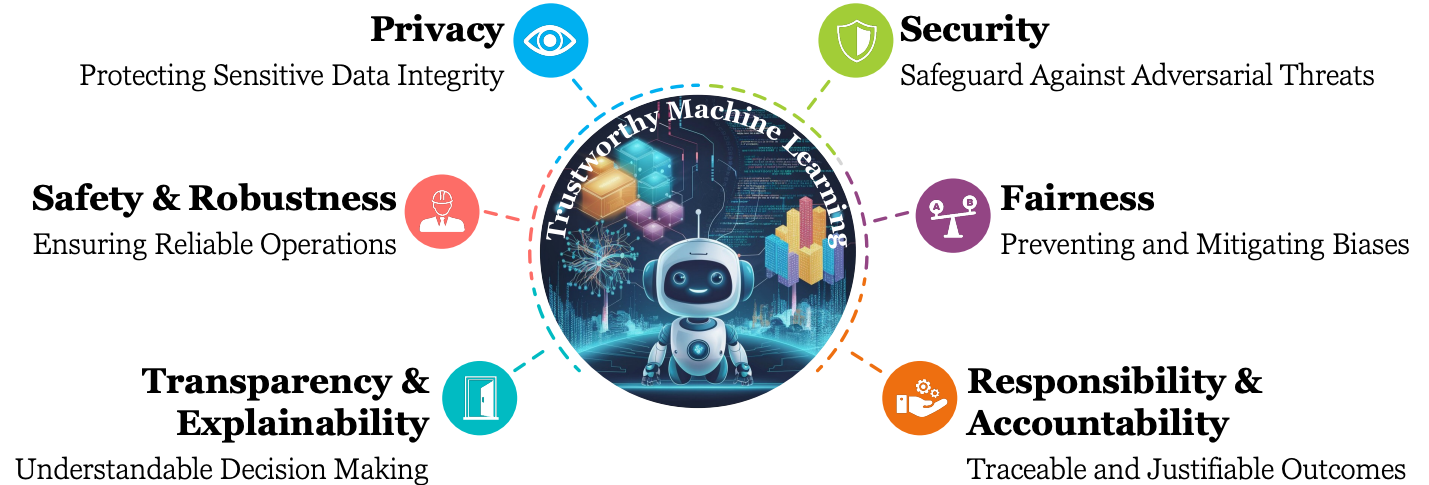 Privacy
Protecting Sensitive Data Integrity
Security
Safeguard Against Adversarial Threats
Trustworthy Machine Learning
Safety & Robustness
Ensuring Reliable Operations
A B
Fairness
Preventing and Mitigating Biases
Transparency &
Explainability
Understandable Decision Making
Responsibility &
Accountability
Traceable and Justifiable Outcomes